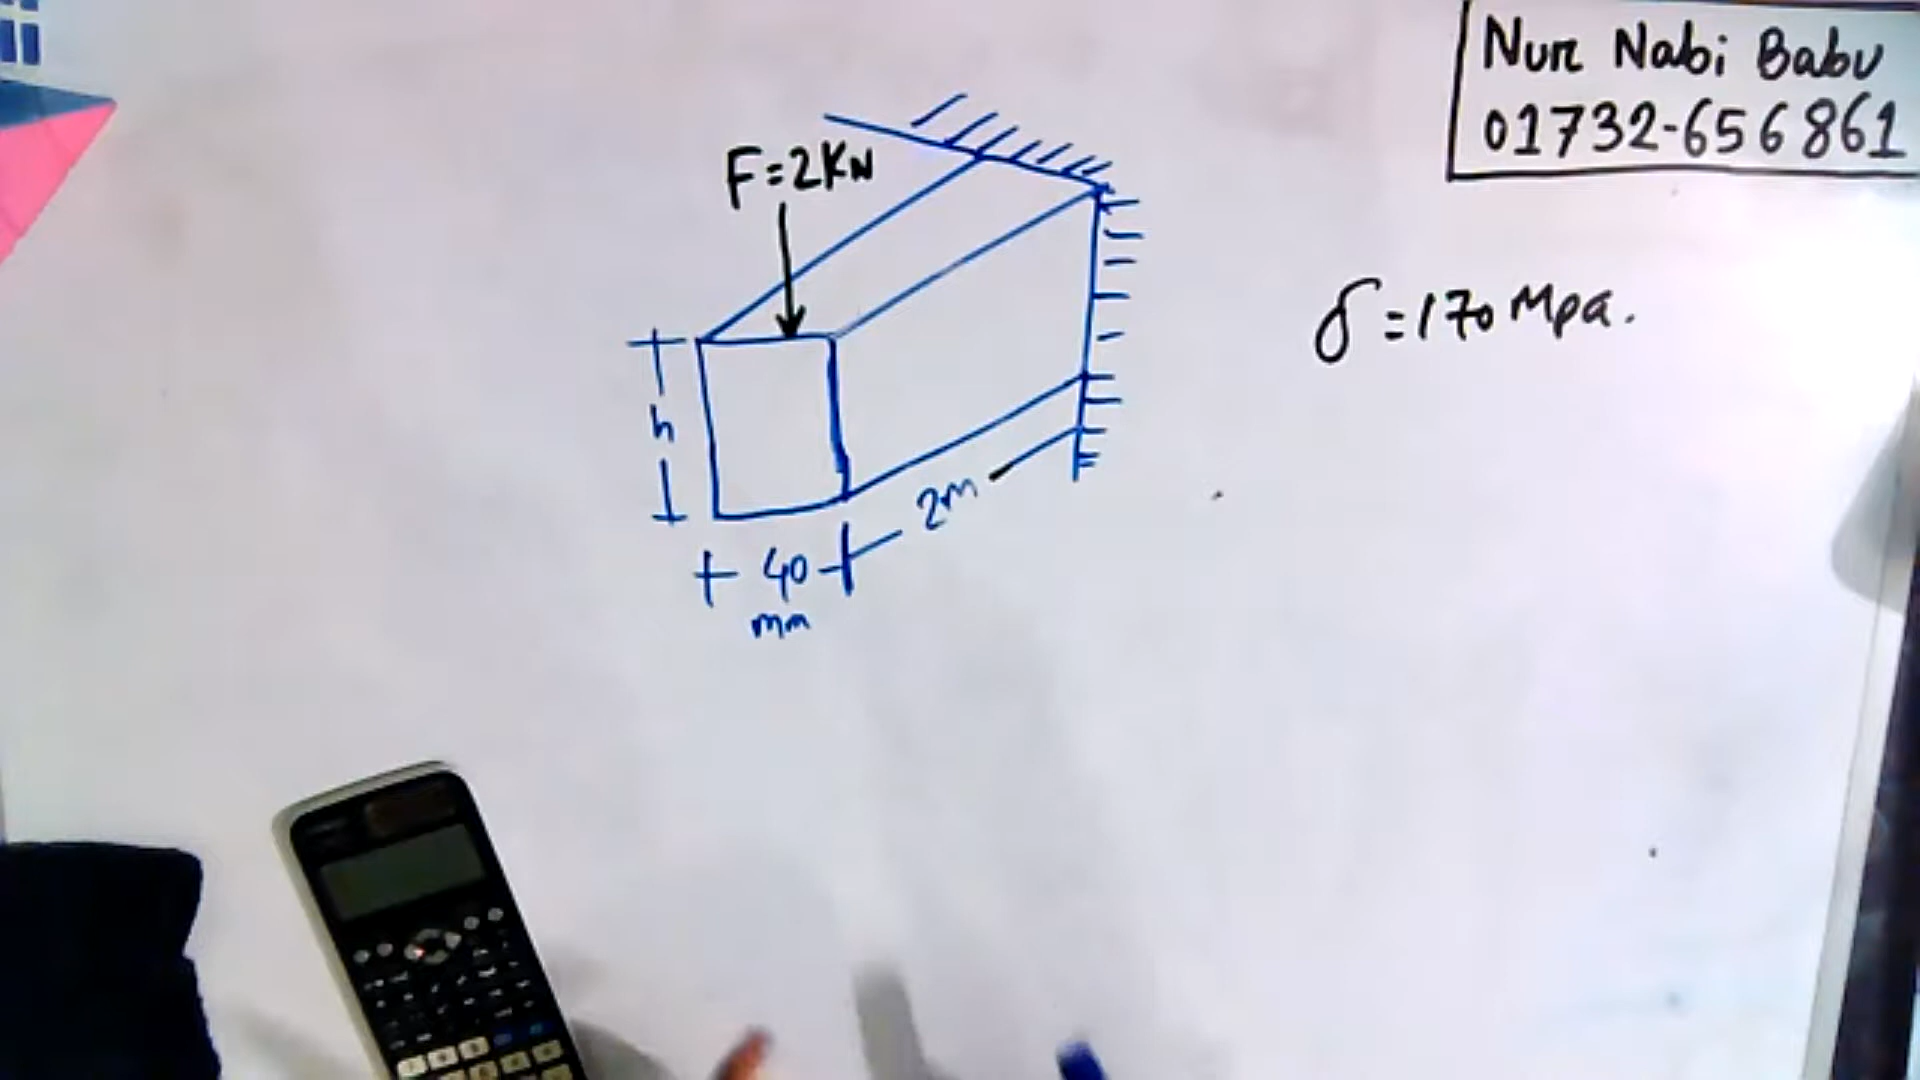 Nur Nabi Babu
01732-656861
F=2KN
σ=170 Mpa.
h
2m
40
mm